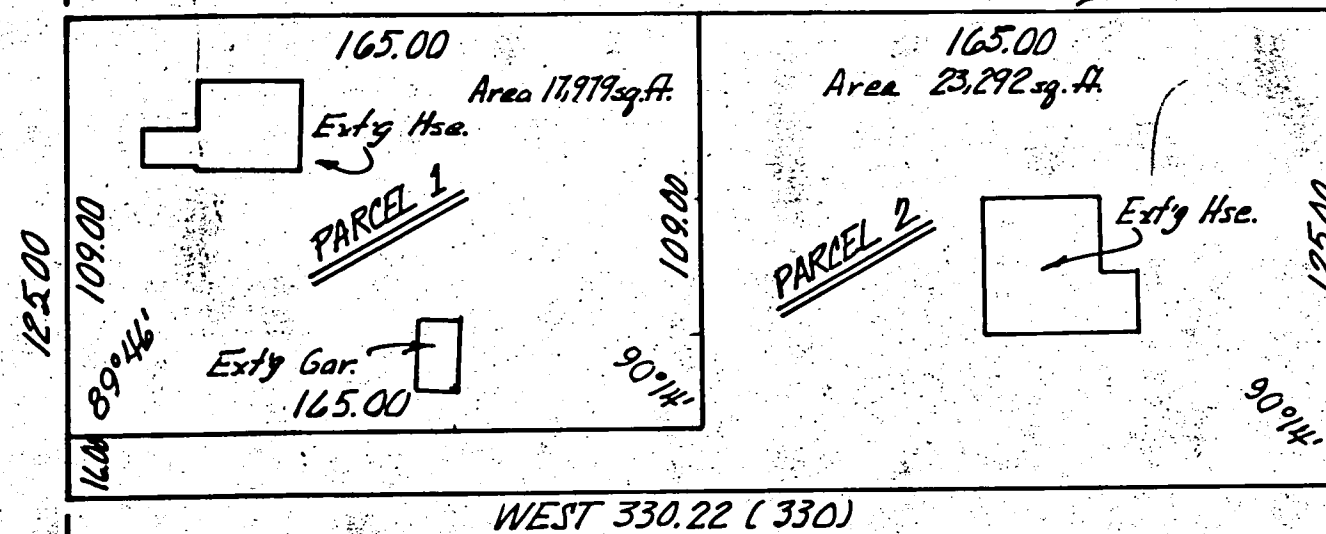 165.00
Area 17,979 sq. ft.
Ext'g Hse.
PARCEL 1
109.00
125.00
109.00
89°46'
Ext'g Gar.
165.00
90°14'
16.00
165.00
Area 23,292 sq. ft.
Ext'g Hse.
PARCEL 2
125.00
90°14'
WEST 330.22 (330)